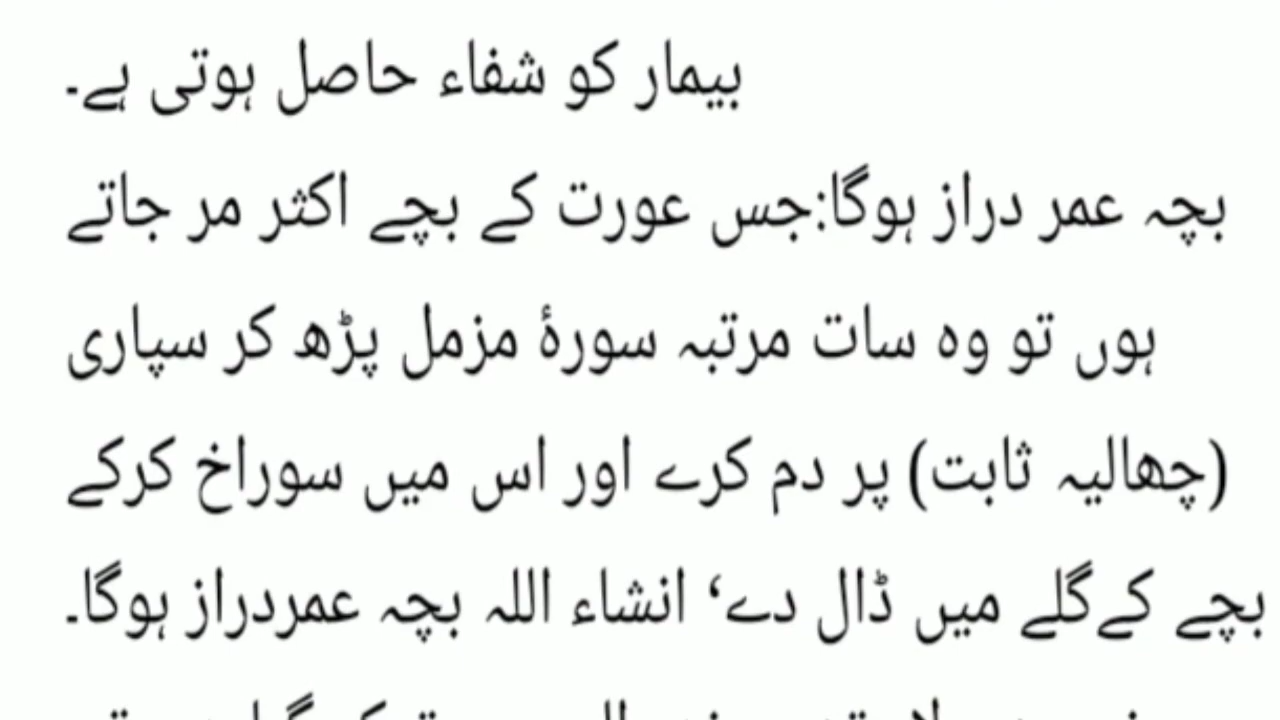 بیمار کو شفاء حاصل ہوتی ہے۔
بچہ عمر دراز ہوگا:جس عورت کے بچے اکثر مر جاتے
ہوں تو وہ سات مرتبہ سورۂ مزمل پڑھ کر سپاری
(چھالیہ ثابت) پر دم کرے اور اس میں سوراخ کرکے
بچے کےگلے میں ڈال دے‘ انشاء اللہ بچہ عمردراز ہوگا۔